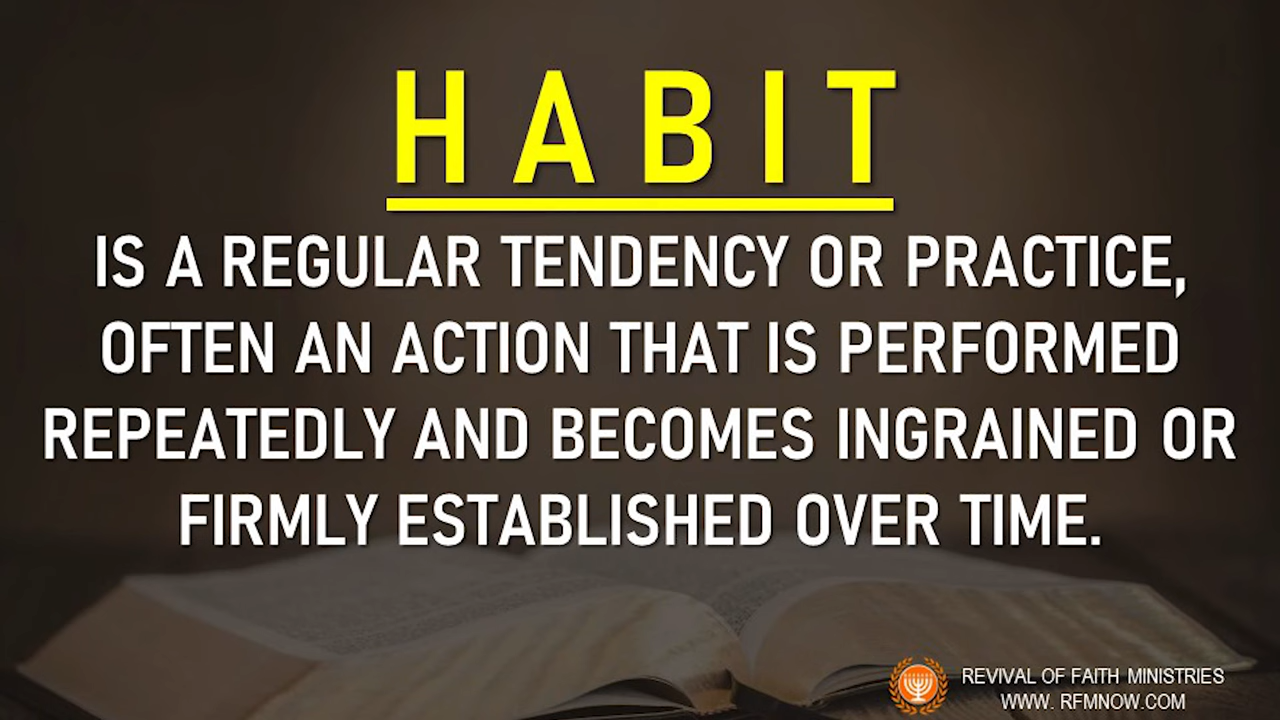 HABIT
IS A REGULAR TENDENCY OR PRACTICE,
OFTEN AN ACTION THAT IS PERFORMED
REPEATEDLY AND BECOMES INGRAINED OR
FIRMLY ESTABLISHED OVER TIME.
REVIVAL OF FAITH MINISTRIES
WWW. RFMNOW.COM